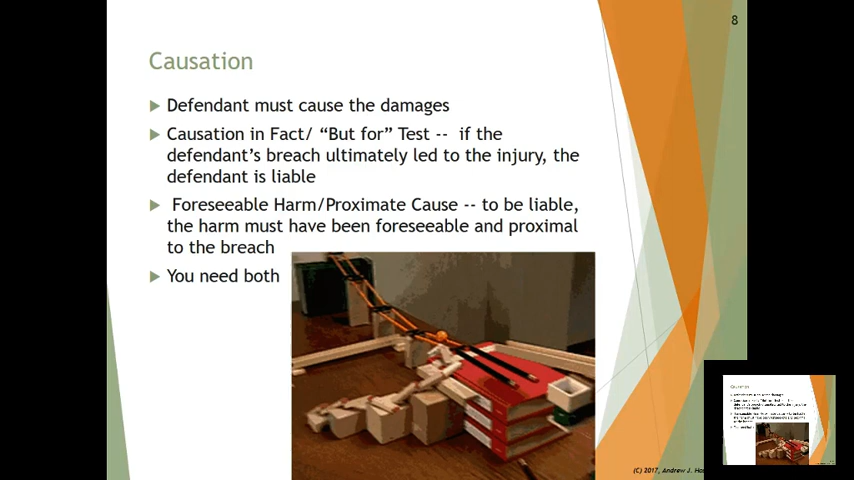 8
Causation
Defendant must cause the damages
Causation in Fact/ “But for” Test -- if the
defendant’s breach ultimately led to the injury, the
defendant is liable
Foreseeable Harm/Proximate Cause -- to be liable,
the harm must have been foreseeable and proximal
to the breach
You need both
(C) 2017, Andrew J.